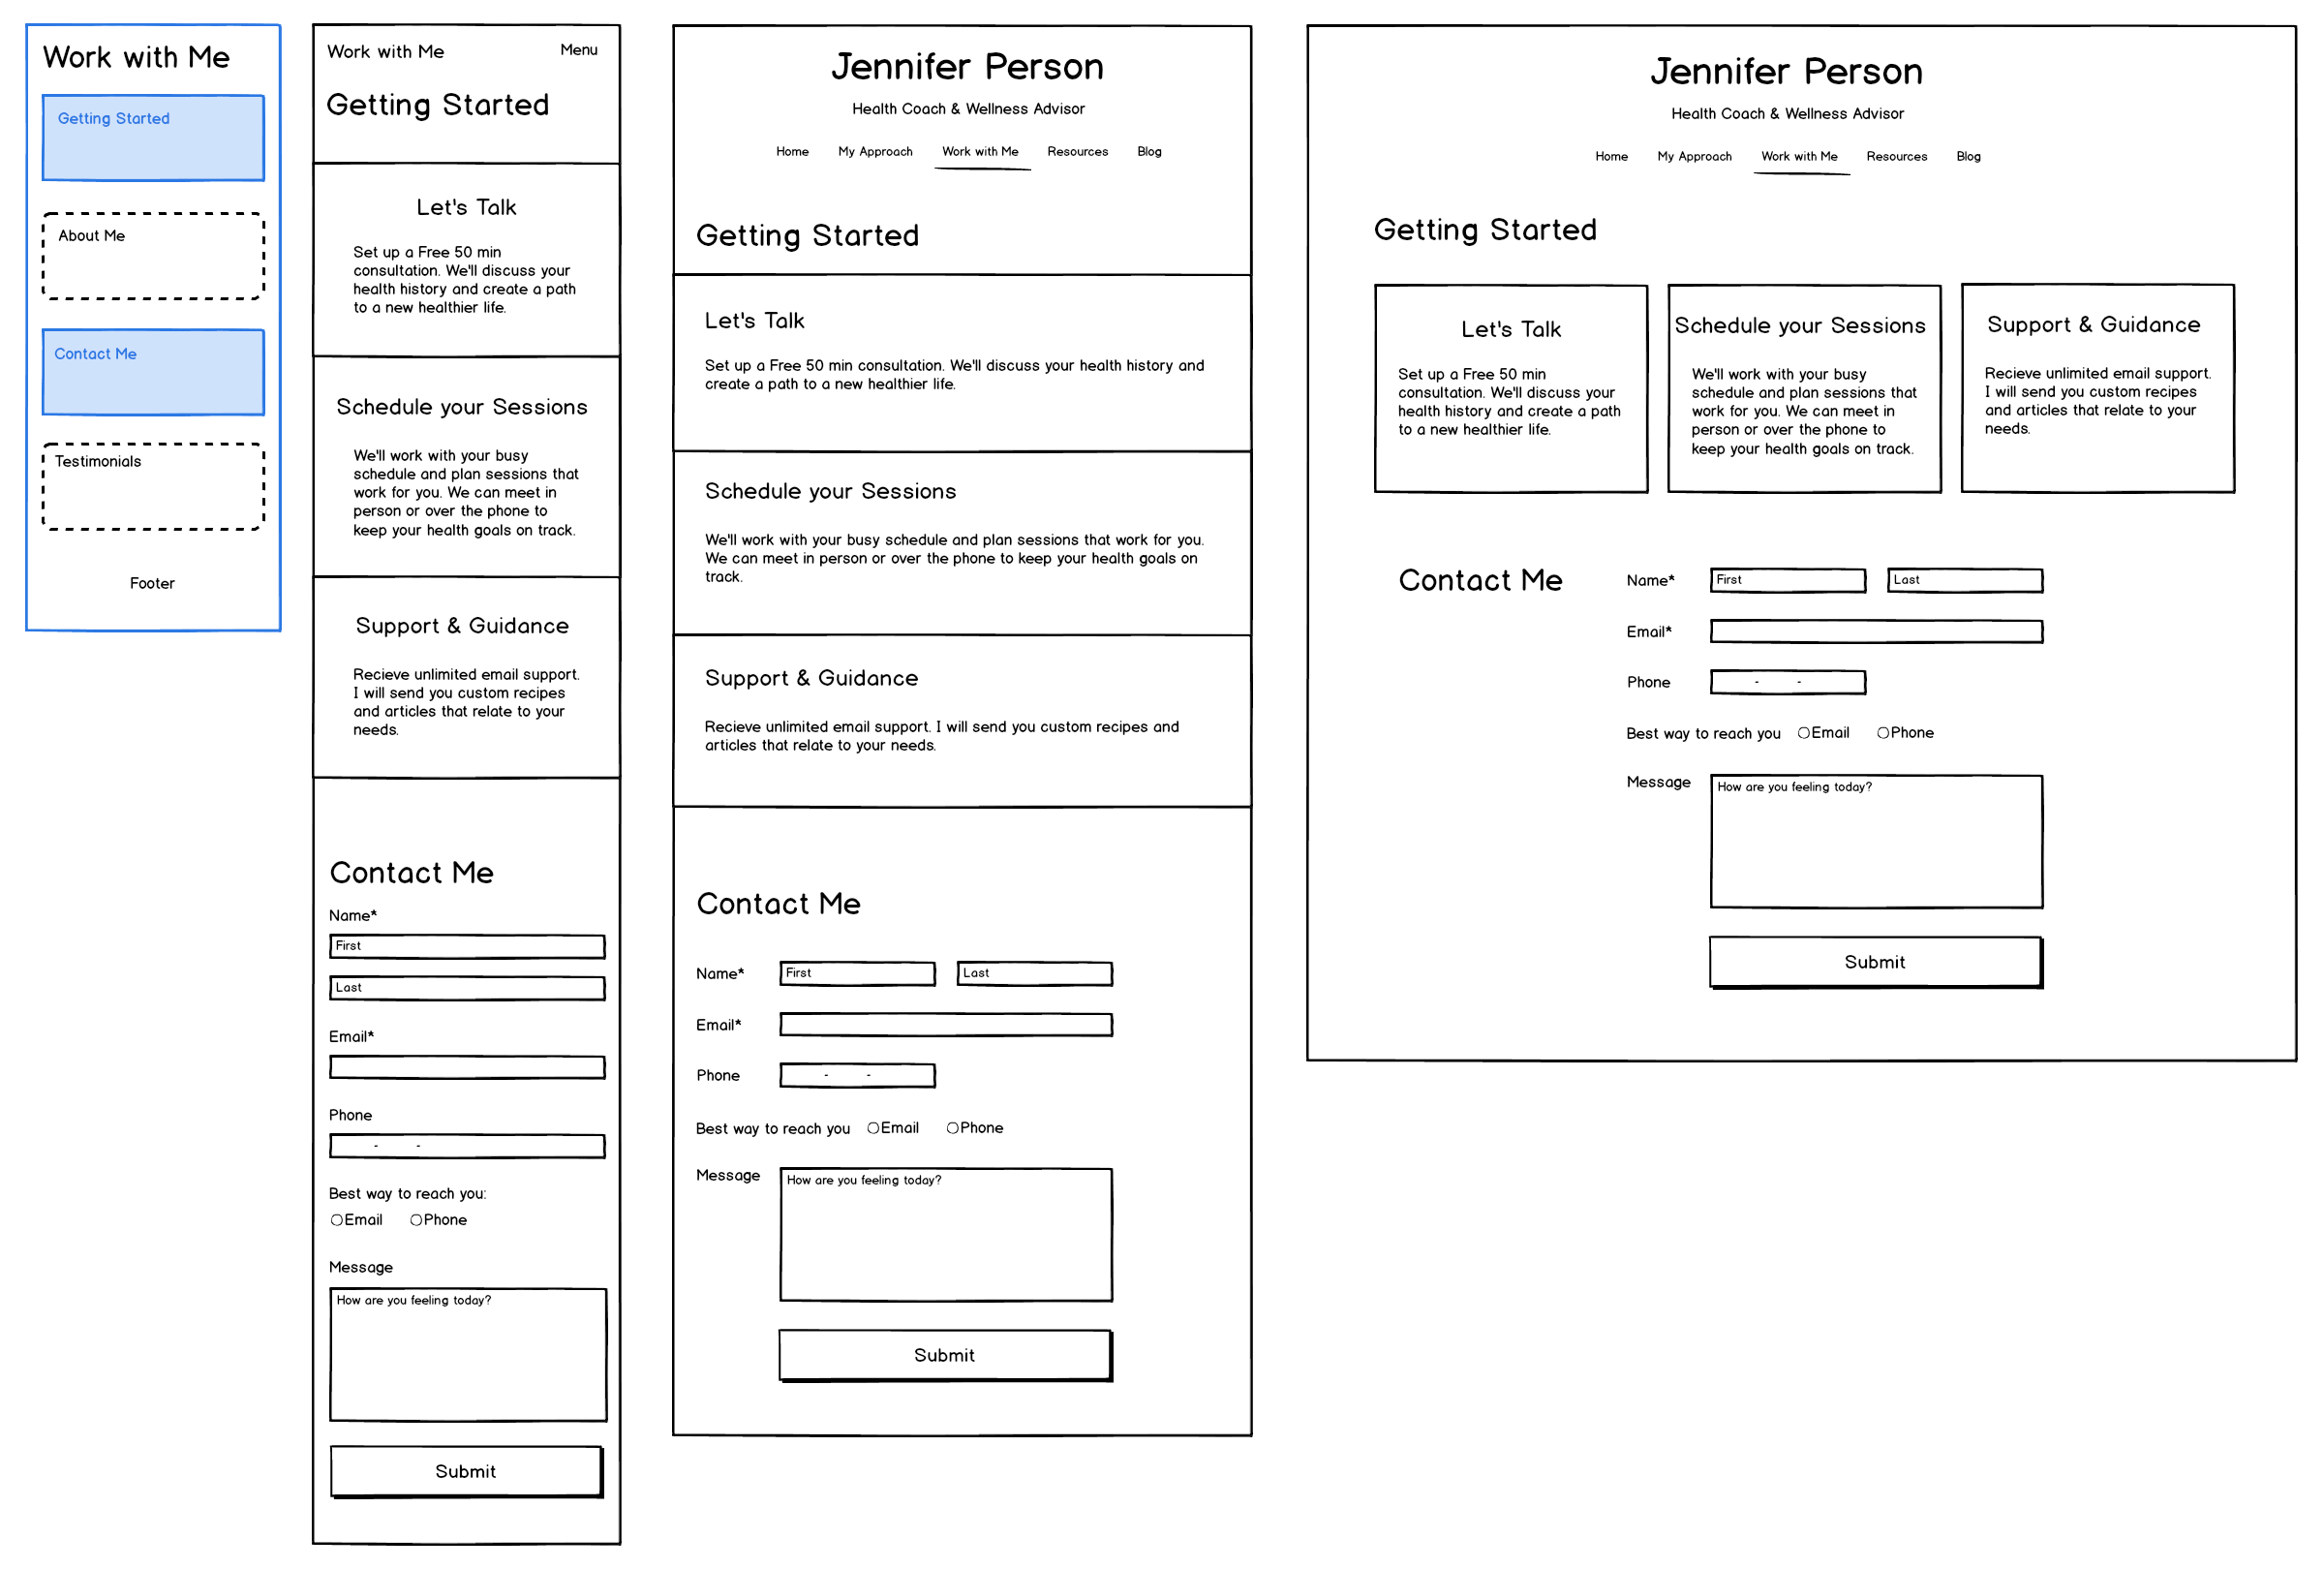 Work with Me
Getting Started
About Me
Contact Me
Testimonials
Footer
Work with Me
Menu
Getting Started
Let's Talk
Set up a Free 50 min
consultation. We'll discuss your
health history and create a path
to a new healthier life.
Schedule your Sessions
We'll work with your busy
schedule and plan sessions that
work for you. We can meet in
person or over the phone to
keep your health goals on track.
Support & Guidance
Recieve unlimited email support.
I will send you custom recipes
and articles that relate to your
needs.
Contact Me
Name*
First
Last
Email*
Phone
- -
Best way to reach you:
Email Phone
Message
How are you feeling today?
Submit
Jennifer Person
Health Coach & Wellness Advisor
Home My Approach Work with Me Resources Blog
Getting Started
Let's Talk
Set up a Free 50 min consultation. We'll discuss your health history and
create a path to a new healthier life.
Schedule your Sessions
We'll work with your busy schedule and plan sessions that work for you.
We can meet in person or over the phone to keep your health goals on
track.
Support & Guidance
Recieve unlimited email support. I will send you custom recipes and
articles that relate to your needs.
Contact Me
Name* First Last
Email*
Phone - -
Best way to reach you Email Phone
Message How are you feeling today?
Submit
Jennifer Person
Health Coach & Wellness Advisor
Home My Approach Work with Me Resources Blog
Getting Started
Let's Talk
Set up a Free 50 min
consultation. We'll discuss your
health history and create a path
to a new healthier life.
Schedule your Sessions
We'll work with your busy
schedule and plan sessions that
work for you. We can meet in
person or over the phone to
keep your health goals on track.
Support & Guidance
Recieve unlimited email support.
I will send you custom recipes
and articles that relate to your
needs.
Contact Me
Name* First Last
Email*
Phone - -
Best way to reach you Email Phone
Message How are you feeling today?
Submit